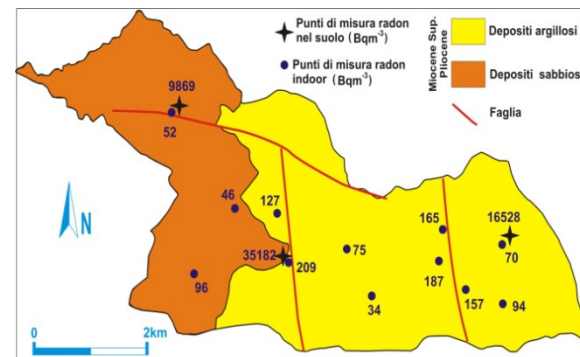 Punti di misura radon
nel suolo (Bqm⁻³)
Punti di misura radon
indoor (Bqm⁻³)
Miocene Sup.
Pliocene
Depositi argillosi
Depositi sabbios
Faglia
9869
52
46
127
165
16528
35182
209
75
70
96
187
34
157
94
N
0
2km